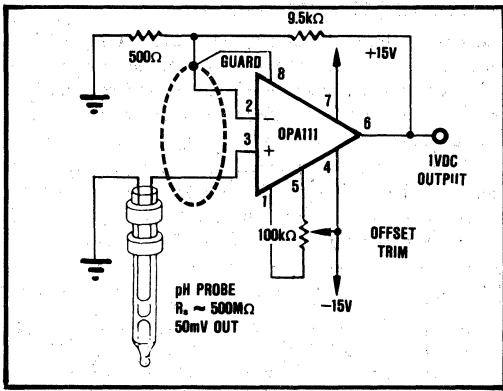 9.5kΩ
500Ω
GUARD
+15V
8
7
2
6
OPA111
3
1VDC
OUTPUT
5
4
1
100kΩ
OFFSET
TRIM
pH PROBE
Rs ~ 500MΩ
50mV OUT
−15V